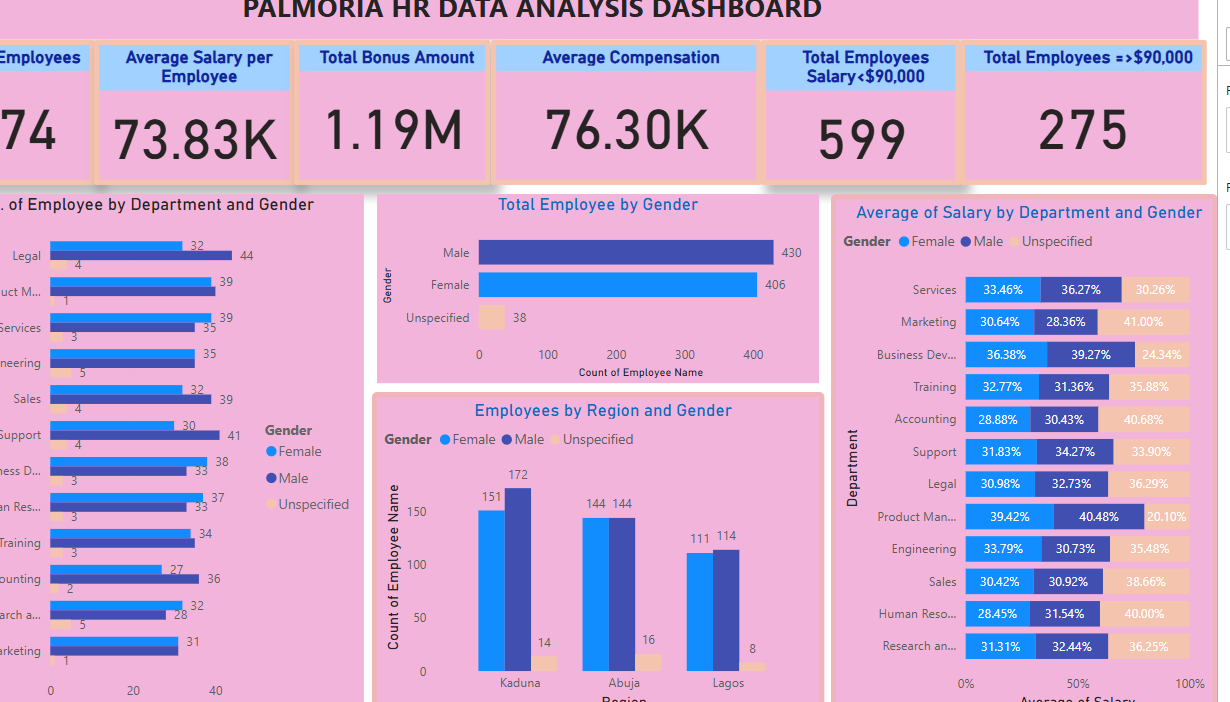 PALMORIA HR DATA ANALYSIS DASHBOARD
Employees
74
Average Salary per
Employee
73.83K
Total Bonus Amount
1.19M
Average Compensation
76.30K
Total Employees
Salary<$90,000
599
Total Employees =>$90,000
275
. of Employee by Department and Gender
Legal
32
44
4
uct M...
39
1
Services
39
35
3
neering
35
5
Sales
32
39
4
Support
30
41
4
ness D...
38
33
3
an Res...
37
33
3
Training
34
3
ounting
27
36
2
arch a...
32
28
5
arketing
31
1
0 20 40
Gender
Female
Male
Unspecified
Total Employee by Gender
Gender
Male 430
Female 406
Unspecified 38
0 100 200 300 400
Count of Employee Name
Employees by Region and Gender
Gender Female Male Unspecified
Count of Employee Name
150
100
50
0
151 172 14
144 144 16
111 114 8
Kaduna Abuja Lagos
Region
Average of Salary by Department and Gender
Gender Female Male Unspecified
Department
Services 33.46% 36.27% 30.26%
Marketing 30.64% 28.36% 41.00%
Business Dev... 36.38% 39.27% 24.34%
Training 32.77% 31.36% 35.88%
Accounting 28.88% 30.43% 40.68%
Support 31.83% 34.27% 33.90%
Legal 30.98% 32.73% 36.29%
Product Man... 39.42% 40.48% 20.10%
Engineering 33.79% 30.73% 35.48%
Sales 30.42% 30.92% 38.66%
Human Reso... 28.45% 31.54% 40.00%
Research an... 31.31% 32.44% 36.25%
0% 50% 100%
Average of Salary